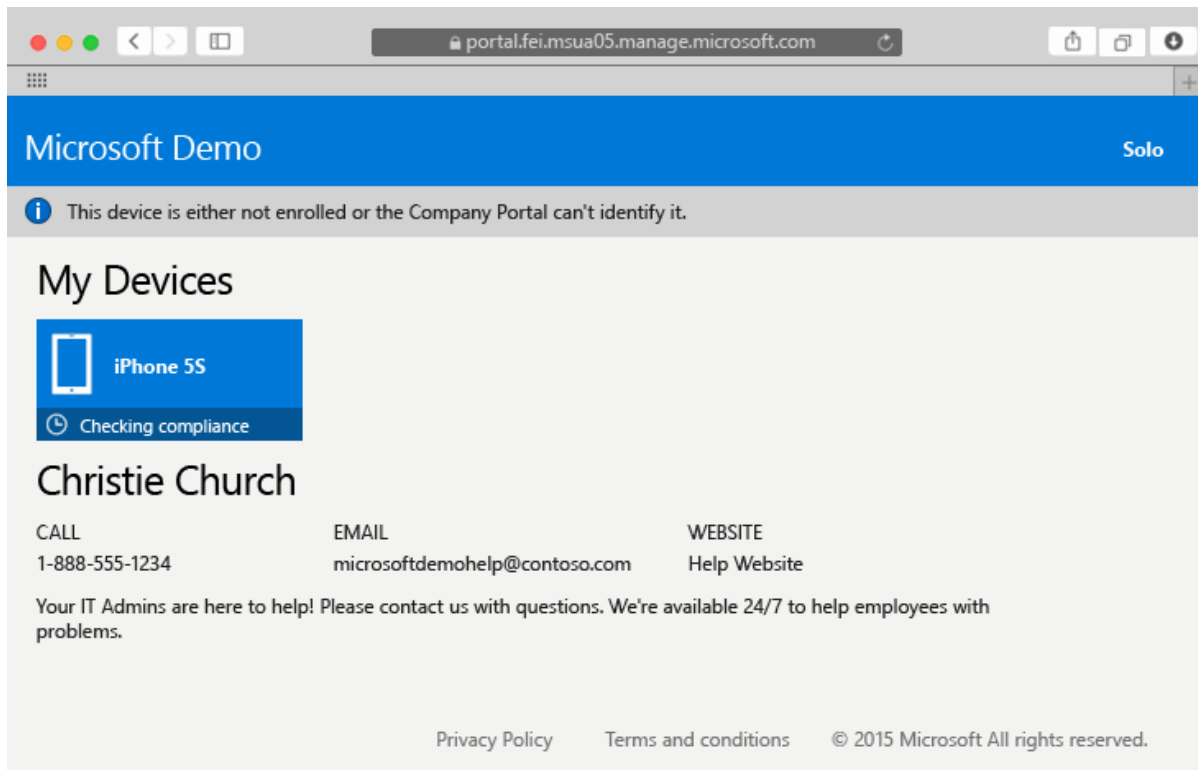 portal.fei.msua05.manage.microsoft.com
Microsoft Demo
Solo
This device is either not enrolled or the Company Portal can't identify it.
My Devices
iPhone 5S
Checking compliance
Christie Church
CALL
EMAIL
WEBSITE
1-888-555-1234
microsoftdemohelp@contoso.com
Help Website
Your IT Admins are here to help! Please contact us with questions. We're available 24/7 to help employees with
problems.
Privacy Policy
Terms and conditions
© 2015 Microsoft All rights reserved.